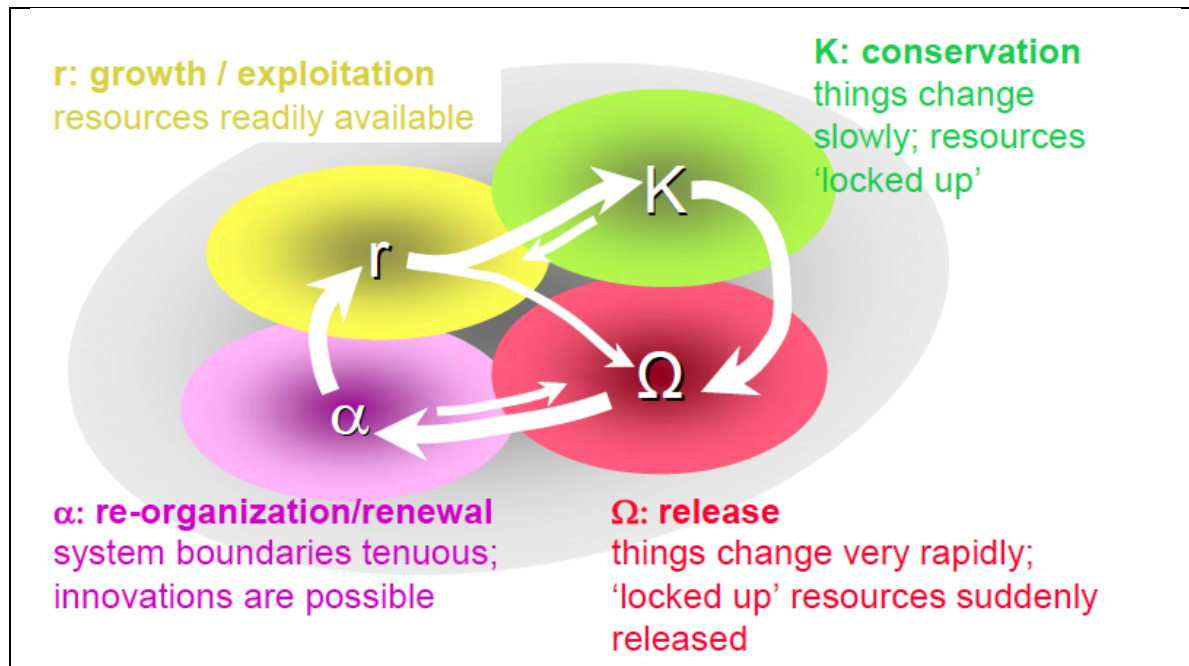 r: growth / exploitation
resources readily available
K: conservation
things change
slowly; resources
‘locked up’
K
r
Ω
α
α: re-organization/renewal
system boundaries tenuous;
innovations are possible
Ω: release
things change very rapidly;
‘locked up’ resources suddenly
released